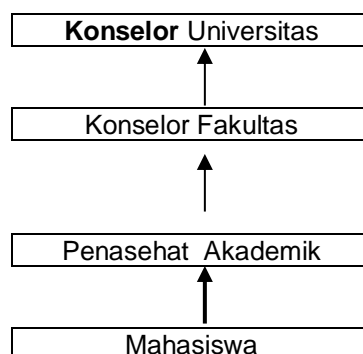 Konselor Universitas
Konselor Fakultas
Penasehat Akademik
Mahasiswa